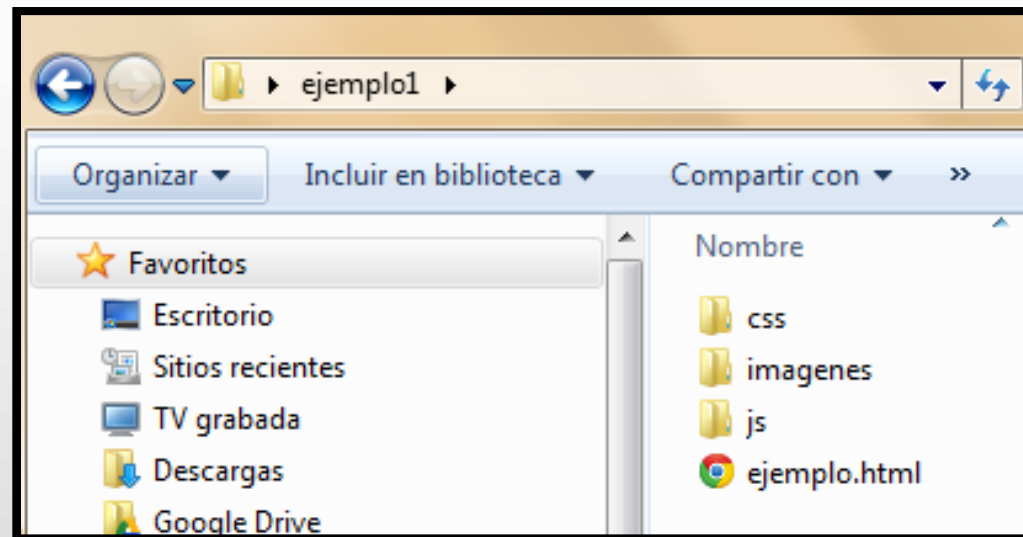 ejemplo1
Organizar Incluir en biblioteca Compartir con »
Favoritos
Escritorio
Sitios recientes
TV grabada
Descargas
Google Drive
Nombre
css
imagenes
js
ejemplo.html